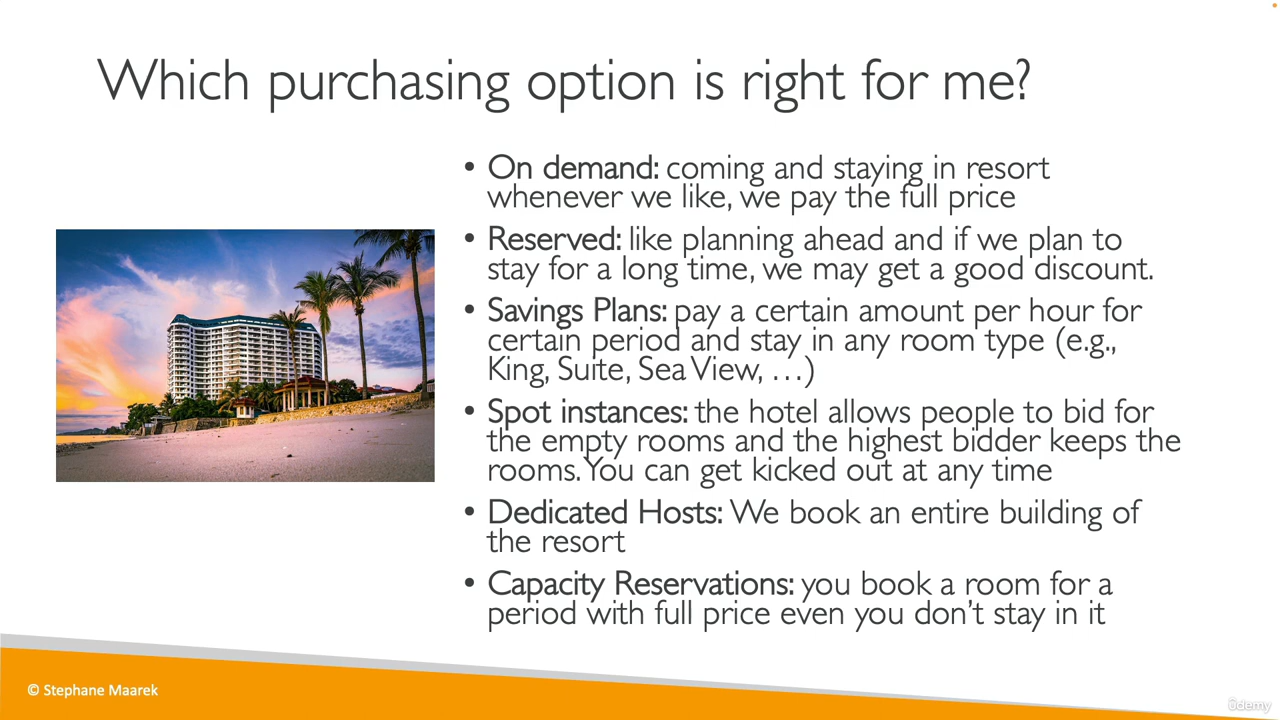 Which purchasing option is right for me?
• On demand: coming and staying in resort
whenever we like, we pay the full price
• Reserved: like planning ahead and if we plan to
stay for a long time, we may get a good discount.
• Savings Plans: pay a certain amount per hour for
certain period and stay in any room type (e.g.,
King, Suite, Sea View, …)
• Spot instances: the hotel allows people to bid for
the empty rooms and the highest bidder keeps the
rooms. You can get kicked out at any time
• Dedicated Hosts: We book an entire building of
the resort
• Capacity Reservations: you book a room for a
period with full price even you don’t stay in it
© Stephane Maarek
ûdemy